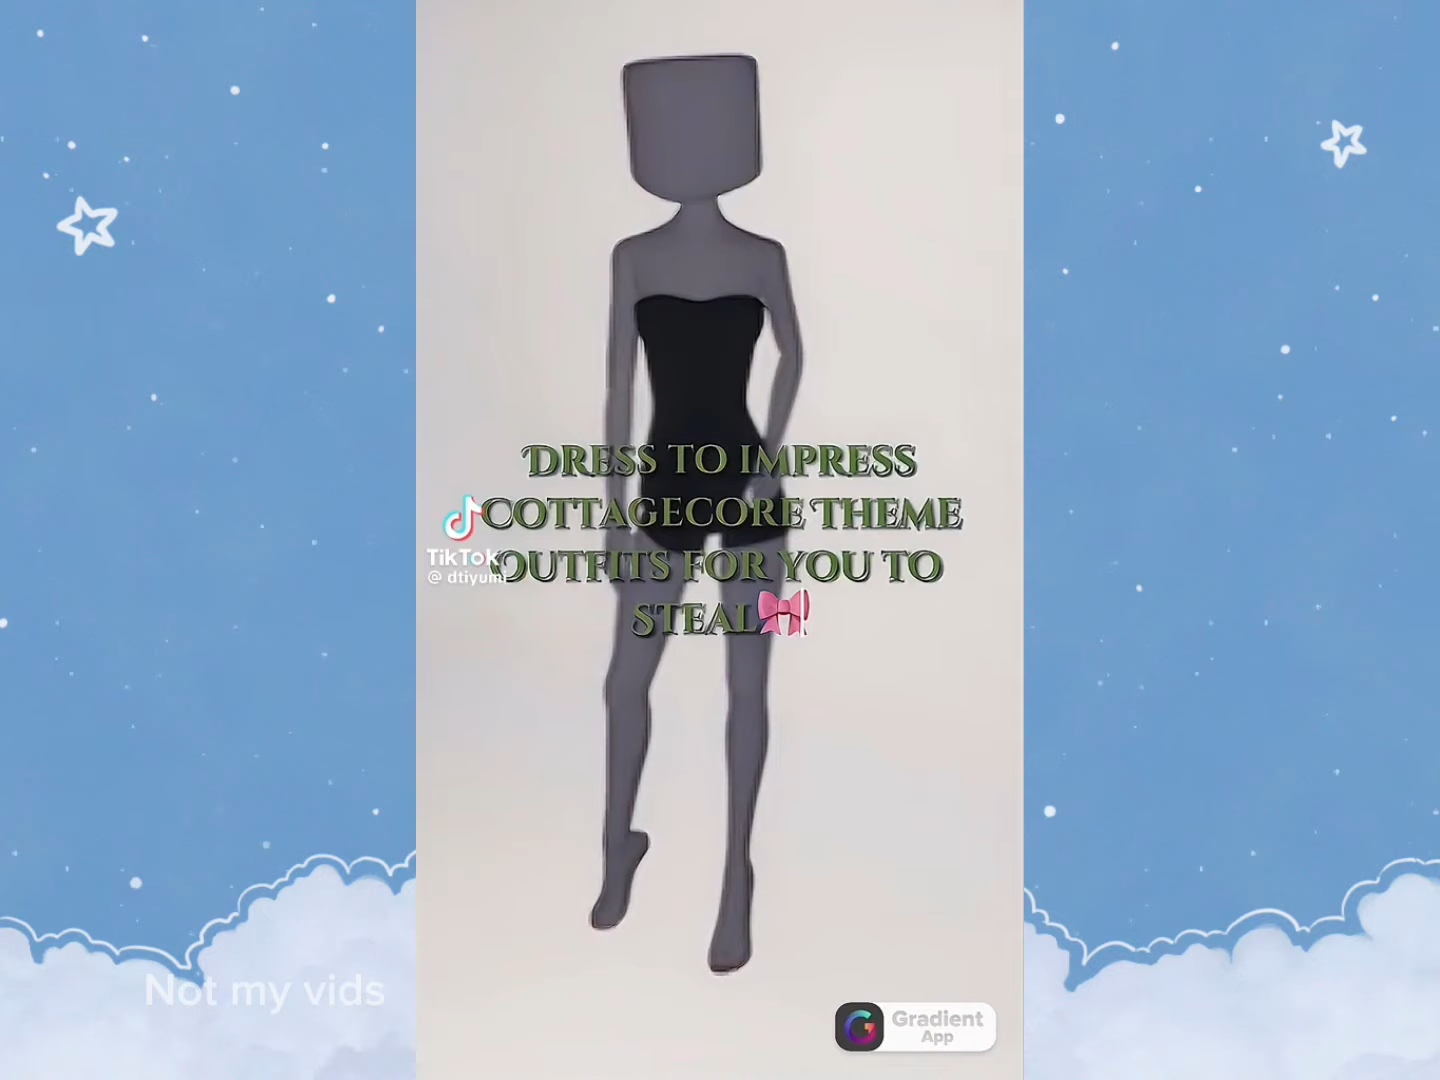 Dress to impress
Cottagecore Theme
outfits for you to
steal🎀
TikTok
@ dtiyumi
Not my vids
Gradient
App